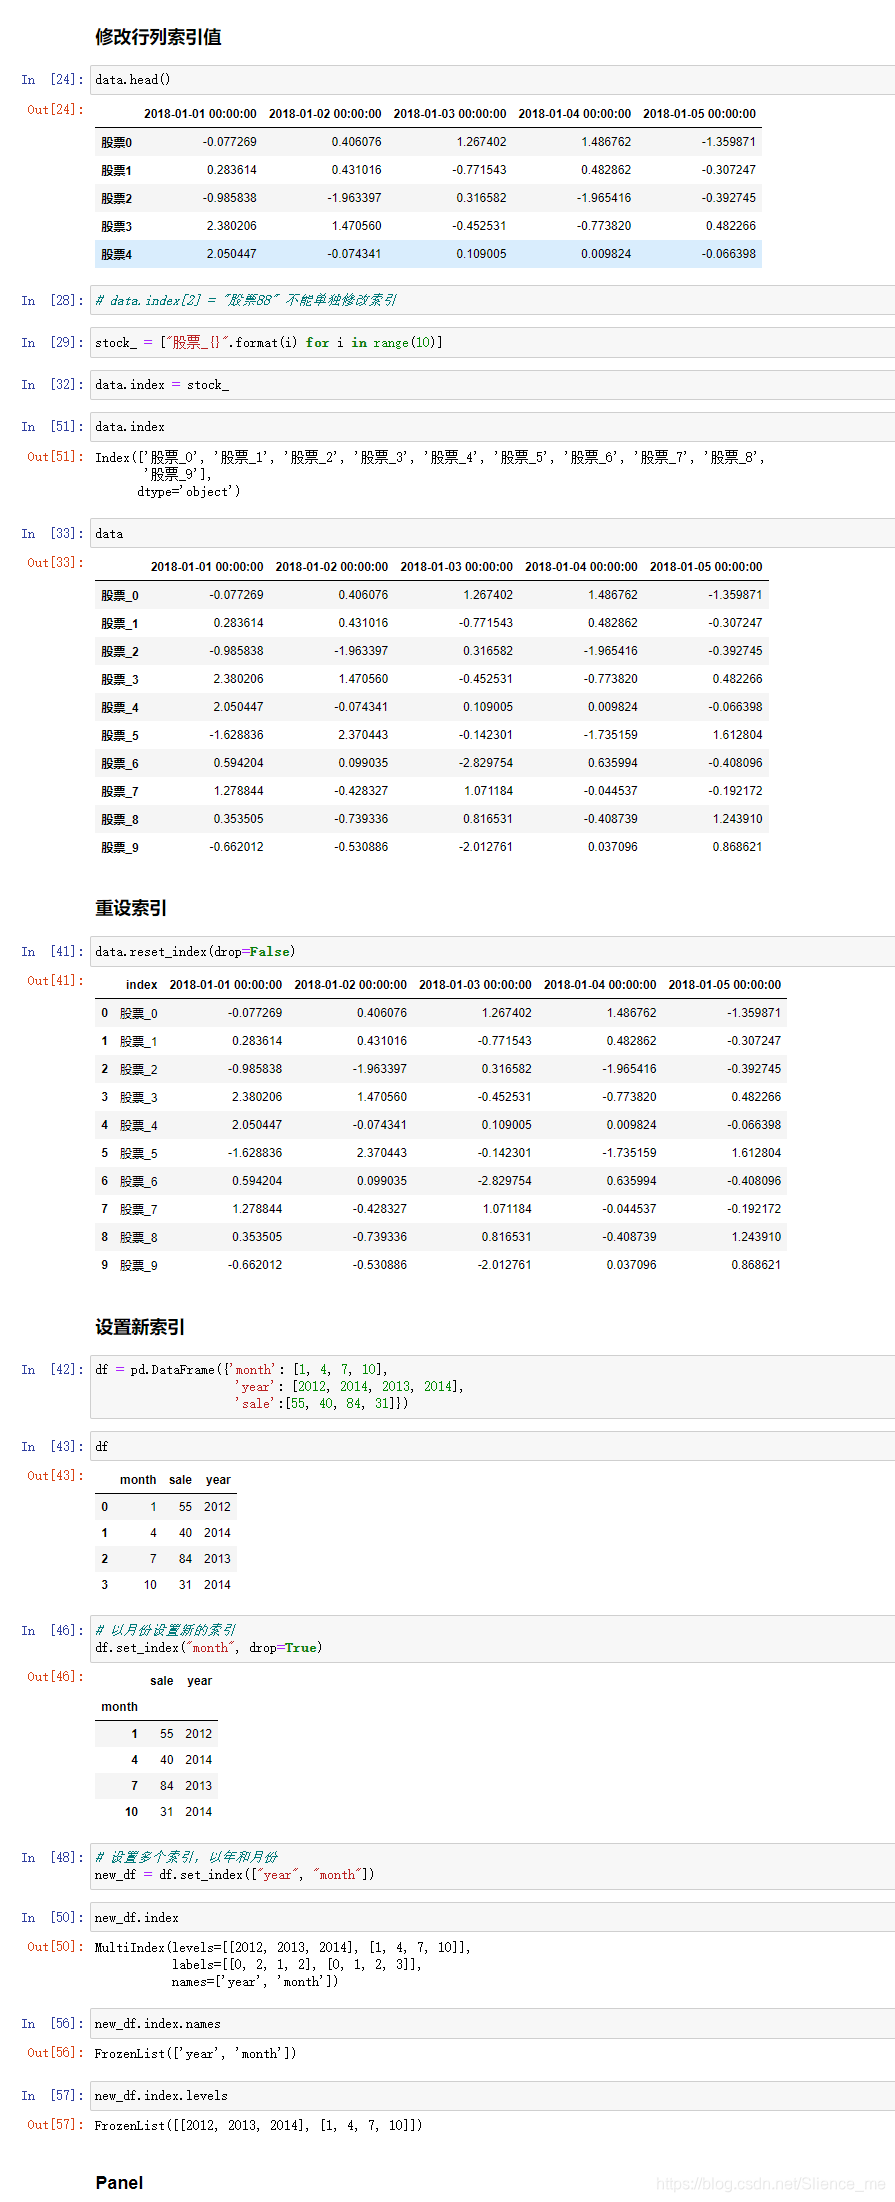 修改行列索引值
In [24]: data.head()
Out[24]:
2018-01-01 00:00:00 2018-01-02 00:00:00 2018-01-03 00:00:00 2018-01-04 00:00:00 2018-01-05 00:00:00
股票0 -0.077269 0.406076 1.267402 1.486762 -1.359871
股票1 0.283614 0.431016 -0.771543 0.482862 -0.307247
股票2 -0.985838 -1.963397 0.316582 -1.965416 -0.392745
股票3 2.380206 1.470560 -0.452531 -0.773820 0.482266
股票4 2.050447 -0.074341 0.109005 0.009824 -0.066398
In [28]: # data.index[2] = "股票88" 不能单独修改索引
In [29]: stock_ = ["股票_{}".format(i) for i in range(10)]
In [32]: data.index = stock_
In [51]: data.index
Out[51]: Index(['股票_0', '股票_1', '股票_2', '股票_3', '股票_4', '股票_5', '股票_6', '股票_7', '股票_8',
'股票_9'],
dtype='object')
In [33]: data
Out[33]:
2018-01-01 00:00:00 2018-01-02 00:00:00 2018-01-03 00:00:00 2018-01-04 00:00:00 2018-01-05 00:00:00
股票_0 -0.077269 0.406076 1.267402 1.486762 -1.359871
股票_1 0.283614 0.431016 -0.771543 0.482862 -0.307247
股票_2 -0.985838 -1.963397 0.316582 -1.965416 -0.392745
股票_3 2.380206 1.470560 -0.452531 -0.773820 0.482266
股票_4 2.050447 -0.074341 0.109005 0.009824 -0.066398
股票_5 -1.628836 2.370443 -0.142301 -1.735159 1.612804
股票_6 0.594204 0.099035 -2.829754 0.635994 -0.408096
股票_7 1.278844 -0.428327 1.071184 -0.044537 -0.192172
股票_8 0.353505 -0.739336 0.816531 -0.408739 1.243910
股票_9 -0.662012 -0.530886 -2.012761 0.037096 0.868621
重设索引
In [41]: data.reset_index(drop=False)
Out[41]:
index 2018-01-01 00:00:00 2018-01-02 00:00:00 2018-01-03 00:00:00 2018-01-04 00:00:00 2018-01-05 00:00:00
0 股票_0 -0.077269 0.406076 1.267402 1.486762 -1.359871
1 股票_1 0.283614 0.431016 -0.771543 0.482862 -0.307247
2 股票_2 -0.985838 -1.963397 0.316582 -1.965416 -0.392745
3 股票_3 2.380206 1.470560 -0.452531 -0.773820 0.482266
4 股票_4 2.050447 -0.074341 0.109005 0.009824 -0.066398
5 股票_5 -1.628836 2.370443 -0.142301 -1.735159 1.612804
6 股票_6 0.594204 0.099035 -2.829754 0.635994 -0.408096
7 股票_7 1.278844 -0.428327 1.071184 -0.044537 -0.192172
8 股票_8 0.353505 -0.739336 0.816531 -0.408739 1.243910
9 股票_9 -0.662012 -0.530886 -2.012761 0.037096 0.868621
设置新索引
In [42]: df = pd.DataFrame({'month': [1, 4, 7, 10],
'year': [2012, 2014, 2013, 2014],
'sale':[55, 40, 84, 31]})
In [43]: df
Out[43]:
month sale year
0 1 55 2012
1 4 40 2014
2 7 84 2013
3 10 31 2014
In [46]: # 以月份设置新的索引
df.set_index("month", drop=True)
Out[46]:
sale year
month
1 55 2012
4 40 2014
7 84 2013
10 31 2014
In [48]: # 设置多个索引, 以年和月份
new_df = df.set_index(["year", "month"])
In [50]: new_df.index
Out[50]: MultiIndex(levels=[[2012, 2013, 2014], [1, 4, 7, 10]],
labels=[[0, 2, 1, 2], [0, 1, 2, 3]],
names=['year', 'month'])
In [56]: new_df.index.names
Out[56]: FrozenList(['year', 'month'])
In [57]: new_df.index.levels
Out[57]: FrozenList([[2012, 2013, 2014], [1, 4, 7, 10]])
Panel
https://blog.csdn.net/Slience_me